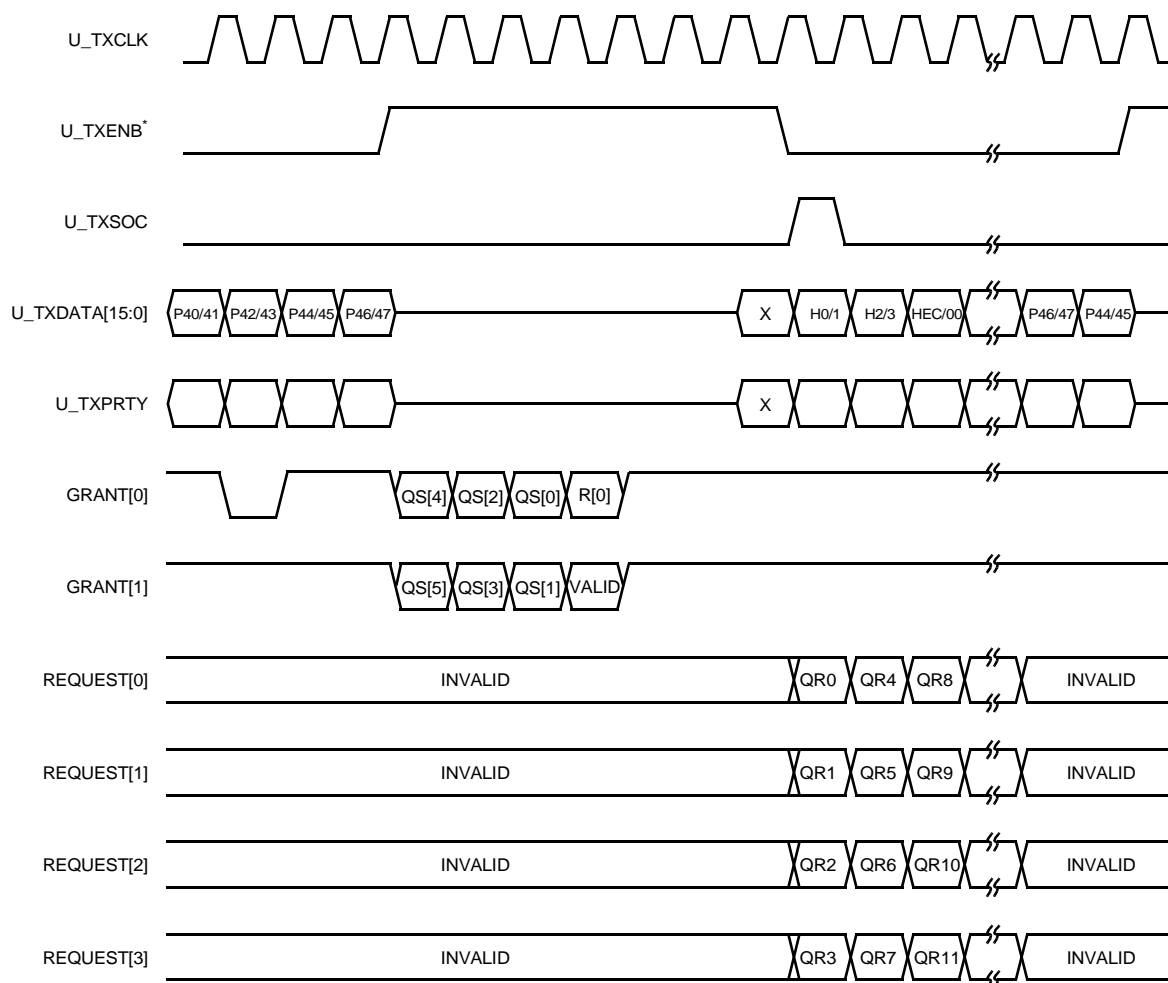 U_TXCLK
U_TXENB*
U_TXSOC
U_TXDATA[15:0] P40/41 P42/43 P44/45 P46/47 X H0/1 H2/3 HEC/00 P46/47 P44/45
U_TXPRTY X
GRANT[0] QS[4] QS[2] QS[0] R[0]
GRANT[1] QS[5] QS[3] QS[1] VALID
REQUEST[0] INVALID QR0 QR4 QR8 INVALID
REQUEST[1] INVALID QR1 QR5 QR9 INVALID
REQUEST[2] INVALID QR2 QR6 QR10 INVALID
REQUEST[3] INVALID QR3 QR7 QR11 INVALID